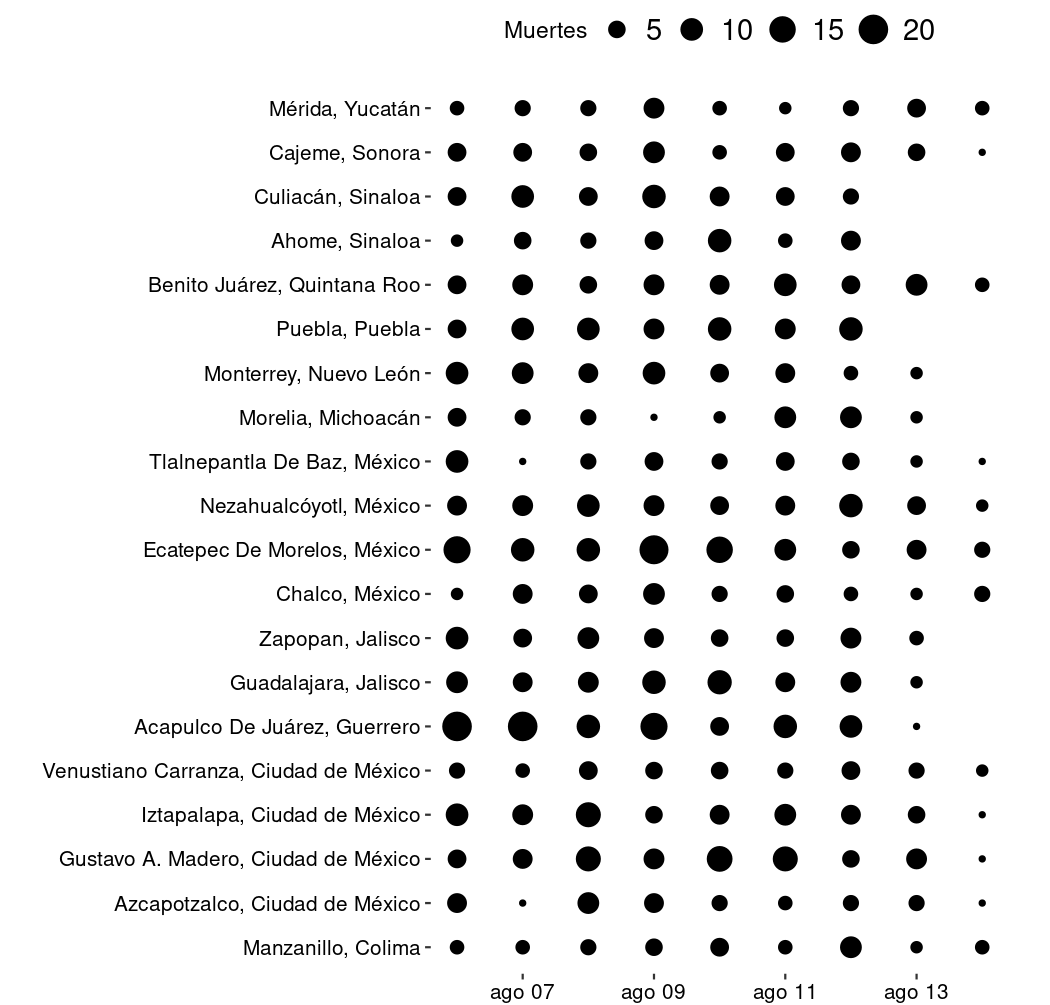 Muertes 5 10 15 20
Mérida, Yucatán
Cajeme, Sonora
Culiacán, Sinaloa
Ahome, Sinaloa
Benito Juárez, Quintana Roo
Puebla, Puebla
Monterrey, Nuevo León
Morelia, Michoacán
Tlalnepantla De Baz, México
Nezahualcóyotl, México
Ecatepec De Morelos, México
Chalco, México
Zapopan, Jalisco
Guadalajara, Jalisco
Acapulco De Juárez, Guerrero
Venustiano Carranza, Ciudad de México
Iztapalapa, Ciudad de México
Gustavo A. Madero, Ciudad de México
Azcapotzalco, Ciudad de México
Manzanillo, Colima
ago 07 ago 09 ago 11 ago 13